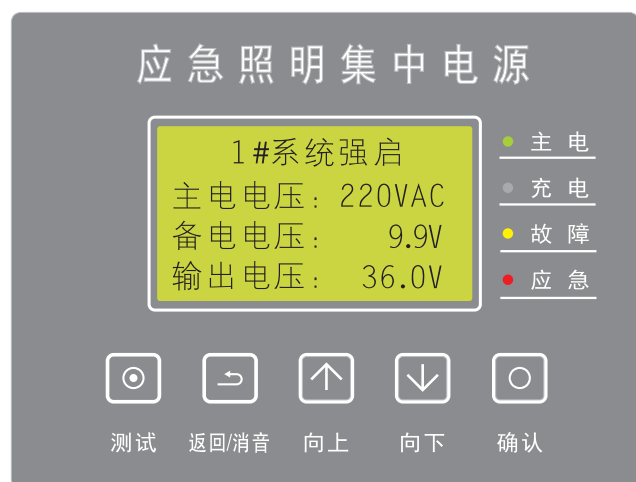 应急照明集中电源
1#系统强启
主电电压: 220VAC
备电电压: 9.9V
输出电压: 36.0V
主电
充电
故障
应急
测试 返回/消音 向上 向下 确认